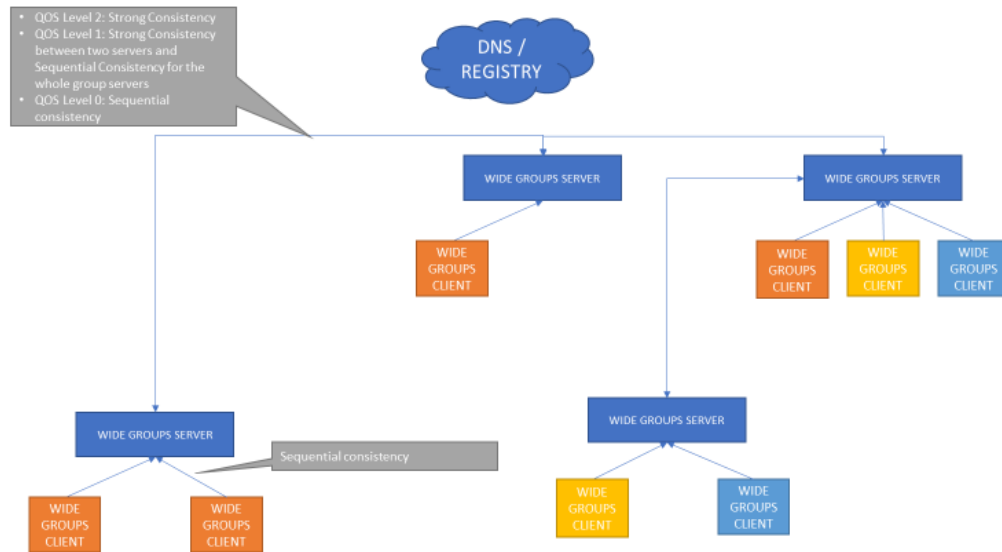 • QOS Level 2: Strong Consistency
• QOS Level 1: Strong Consistency
between two servers and
Sequential Consistency for the
whole group servers
• QOS Level 0: Sequential
consistency
DNS /
REGISTRY
WIDE GROUPS SERVER
WIDE GROUPS SERVER
WIDE
GROUPS
CLIENT
WIDE
GROUPS
CLIENT
WIDE
GROUPS
CLIENT
WIDE
GROUPS
CLIENT
WIDE GROUPS SERVER
WIDE GROUPS SERVER
Sequential consistency
WIDE
GROUPS
CLIENT
WIDE
GROUPS
CLIENT
WIDE
GROUPS
CLIENT
WIDE
GROUPS
CLIENT